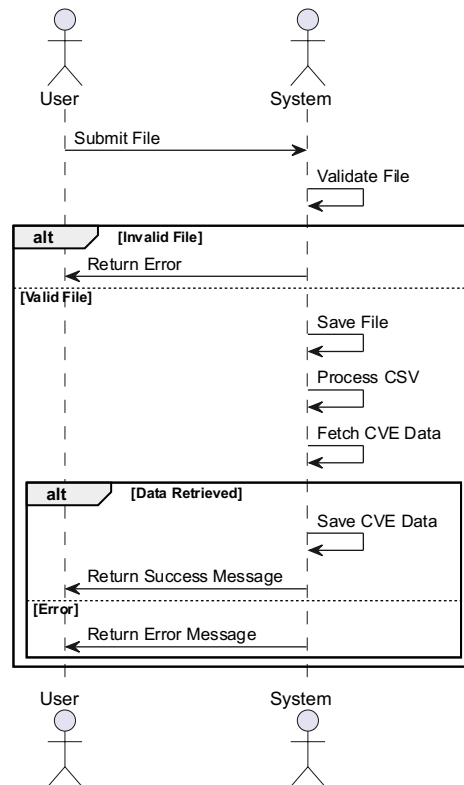 User System
Submit File
Validate File
alt [Invalid File]
Return Error
[Valid File]
Save File
Process CSV
Fetch CVE Data
alt [Data Retrieved]
Save CVE Data
Return Success Message
[Error]
Return Error Message
User System